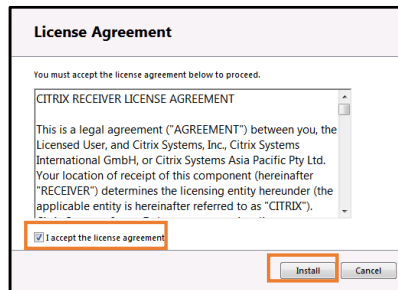 License Agreement
You must accept the license agreement below to proceed.
CITRIX RECEIVER LICENSE AGREEMENT
This is a legal agreement ("AGREEMENT") between you, the
Licensed User, and Citrix Systems, Inc., Citrix Systems
International GmbH, or Citrix Systems Asia Pacific Pty Ltd.
Your location of receipt of this component (hereinafter
"RECEIVER") determines the licensing entity hereunder (the
applicable entity is hereinafter referred to as "CITRIX").
I accept the license agreement
Install
Cancel